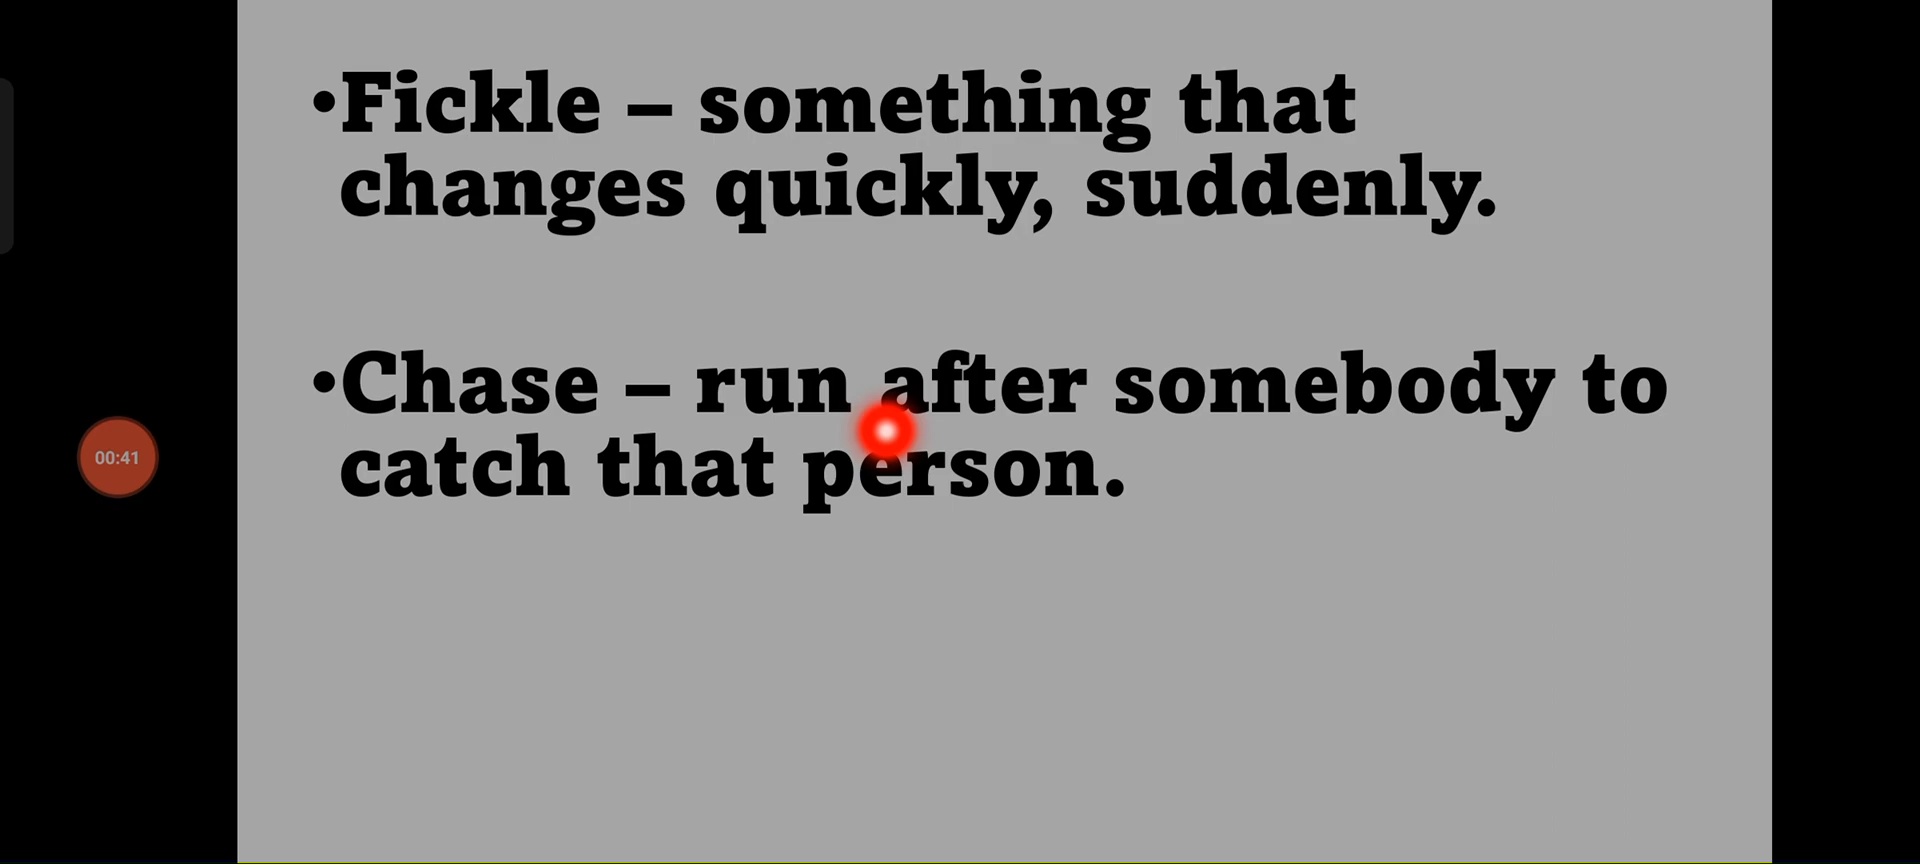 •Fickle – something that
changes quickly, suddenly.
•Chase – run after somebody to
catch that person.
00:41